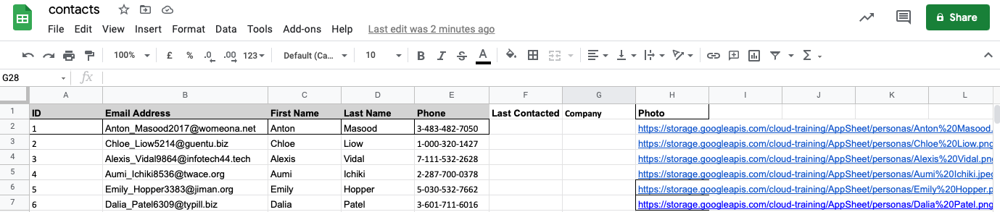 contacts
File Edit View Insert Format Data Tools Add-ons Help Last edit was 2 minutes ago
Share
100% £ % .0 .00 123 Default (Ca... 10 B I S A
G28 fx
A B C D E F G H I J K L
1 ID Email Address First Name Last Name Phone Last Contacted Company Photo
2 1 Anton_Masood2017@womeona.net Anton Masood 3-483-482-7050 https://storage.googleapis.com/cloud-training/AppSheet/personas/Anton%20Masood.
3 2 Chloe_Liow5214@guentu.biz Chloe Liow 1-000-320-1427 https://storage.googleapis.com/cloud-training/AppSheet/personas/Chloe%20Liow.png
4 3 Alexis_Vidal9864@infotech44.tech Alexis Vidal 7-111-532-2628 https://storage.googleapis.com/cloud-training/AppSheet/personas/Alexis%20Vidal.pn
5 4 Aumi_Ichiki8536@twace.org Aumi Ichiki 2-287-700-0378 https://storage.googleapis.com/cloud-training/AppSheet/personas/Aumi%20Ichiki.jpeg
6 5 Emily_Hopper3383@jiman.org Emily Hopper 5-030-532-7662 https://storage.googleapis.com/cloud-training/AppSheet/personas/Emily%20Hopper.p
7 6 Dalia_Patel6309@typill.biz Dalia Patel 3-601-711-6016 https://storage.googleapis.com/cloud-training/AppSheet/personas/Dalia%20Patel.png